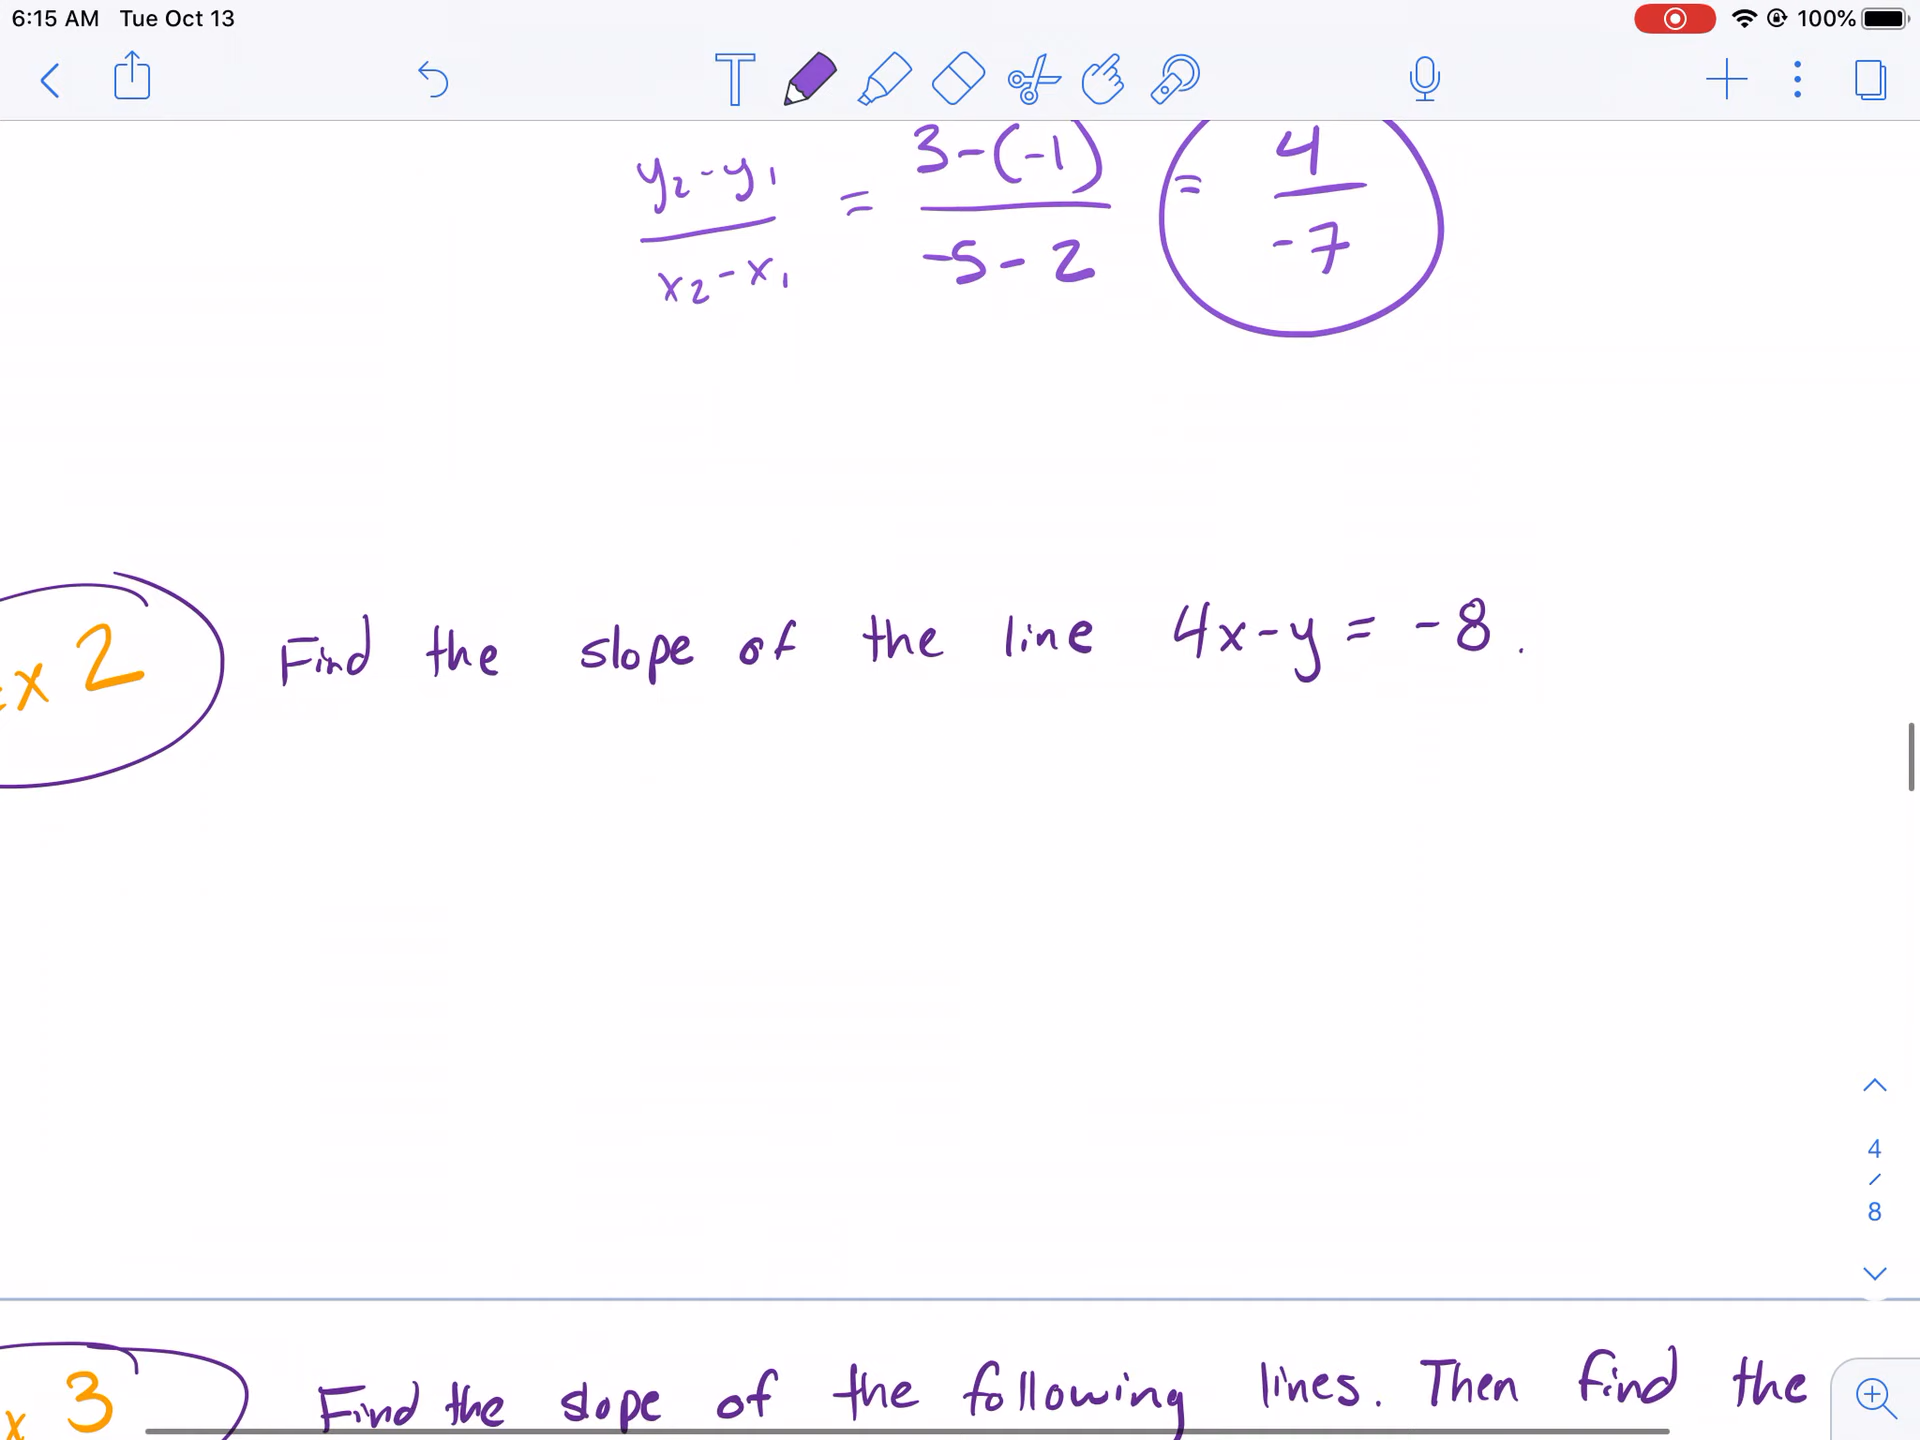 6:15 AM Tue Oct 13 100%
T
y2-y1 / x2-x1 = 3-(-1) / -5-2 = 4 / -7
x 2 Find the slope of the line 4x-y = -8.
4
/
8
x 3 Find the slope of the following lines. Then find the